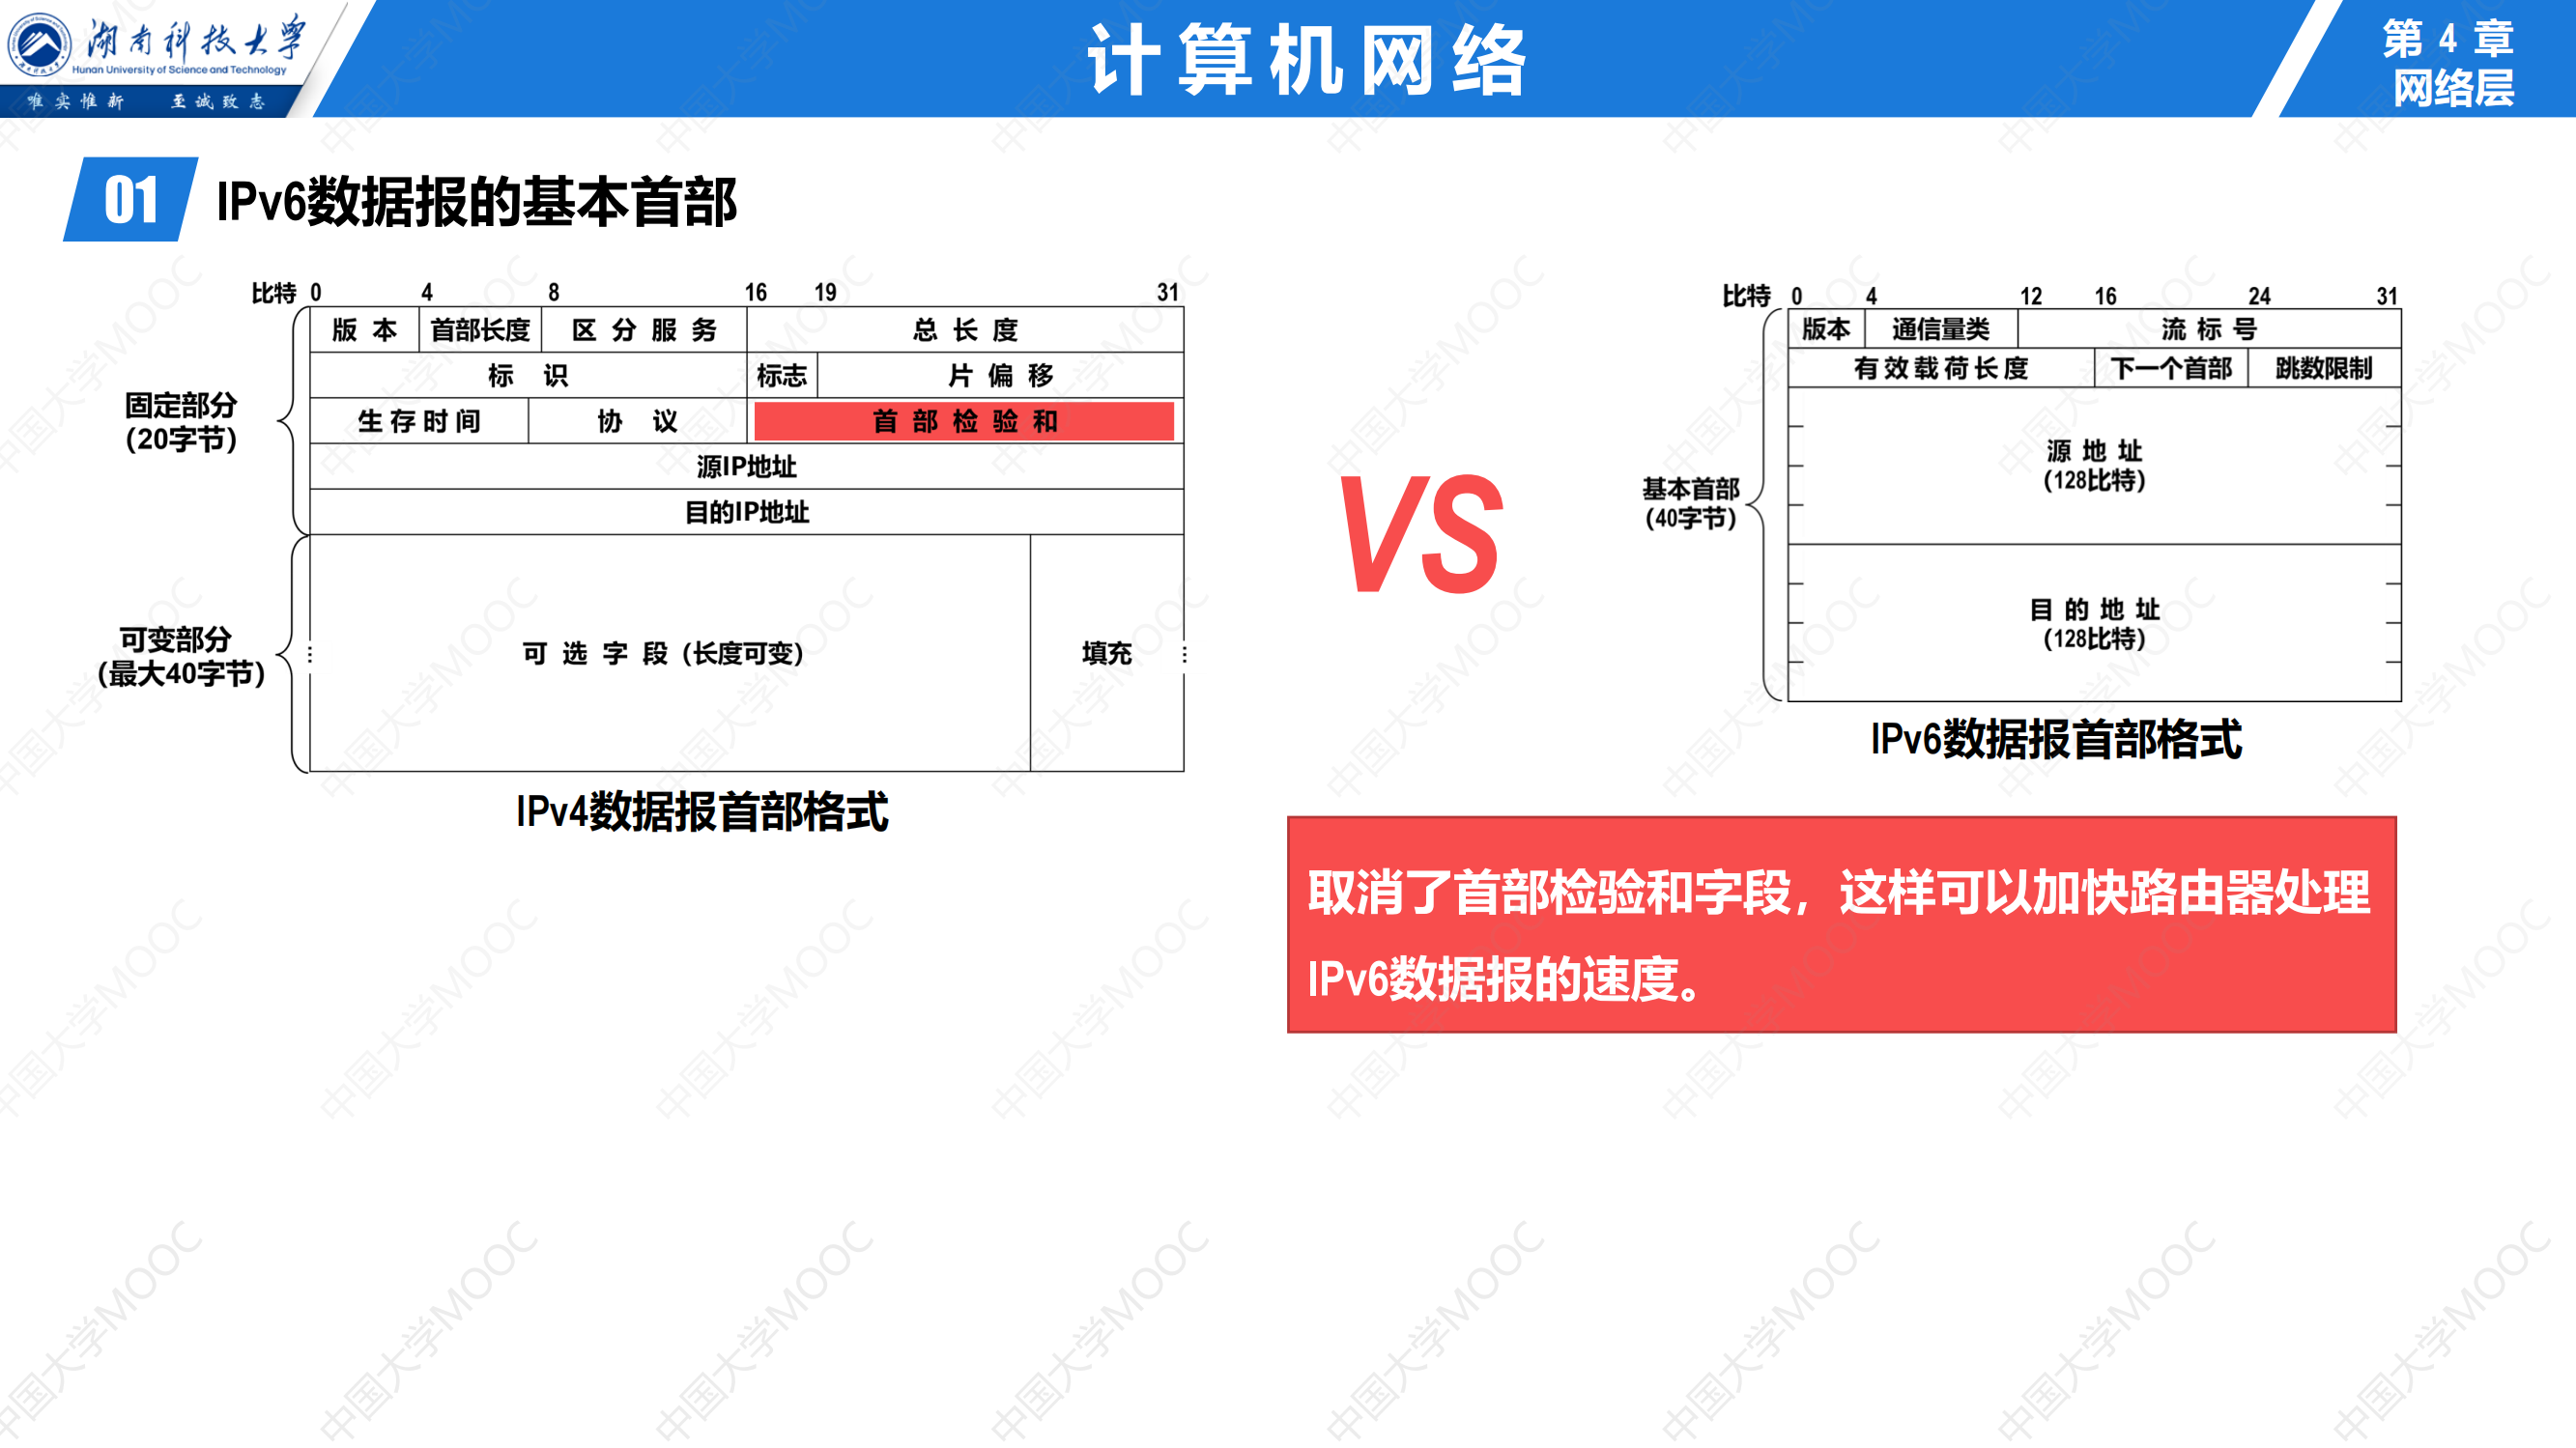 湖南科技大学
Hunan University of Science and Technology
唯实惟新 至诚致志
计算机网络
第 4 章
网络层
01 IPv6数据报的基本首部
比特 0 4 8 16 19 31
版 本 首部长度 区 分 服 务 总 长 度
标 识 标志 片 偏 移
生 存 时 间 协 议 首 部 检 验 和
源IP地址
目的IP地址
固定部分
(20字节)
可 选 字 段 (长度可变) 填充
可变部分
(最大40字节)
IPv4数据报首部格式
VS
比特 0 4 12 16 24 31
版本 通信量类 流 标 号
有 效 载 荷 长 度 下一个首部 跳数限制
源 地 址
(128比特)
基本首部
(40字节)
目 的 地 址
(128比特)
IPv6数据报首部格式
取消了首部检验和字段，这样可以加快路由器处理
IPv6数据报的速度。
中国大学MOOC